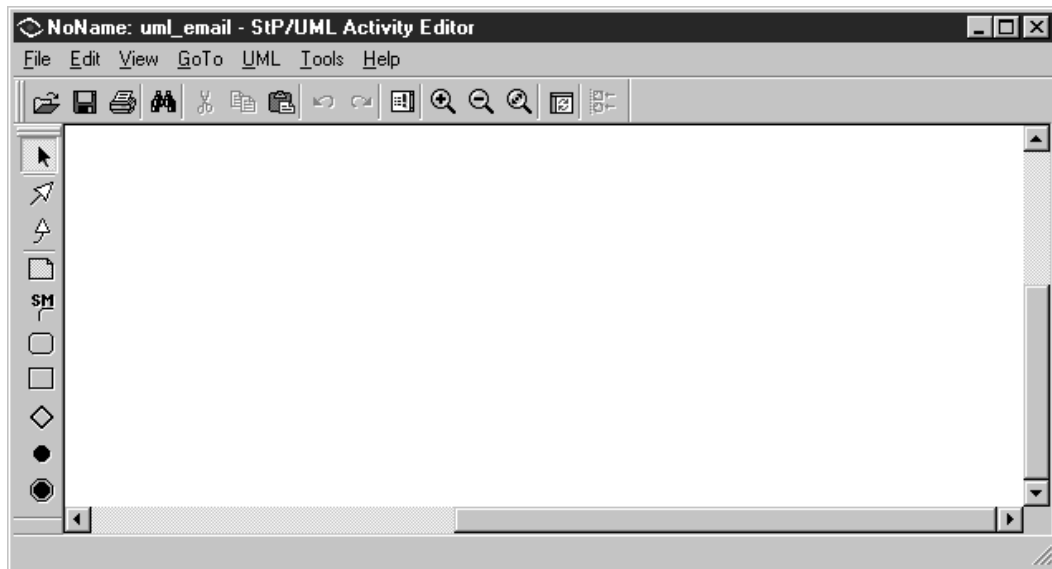 NoName: uml_email - StP/UML Activity Editor
File Edit View GoTo UML Tools Help
SM